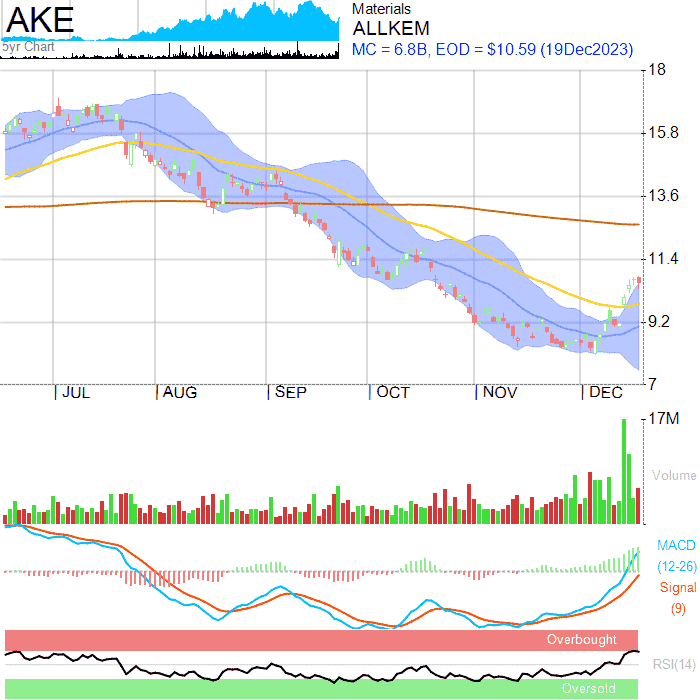 AKE
5yr Chart
Materials
ALLKEM
MC = 6.8B, EOD = $10.59 (19Dec2023)
18
15.8
13.6
11.4
9.2
7
JUL AUG SEP OCT NOV DEC
17M
Volume
MACD
(12-26)
Signal
(9)
Overbought
RSI(14)
Oversold